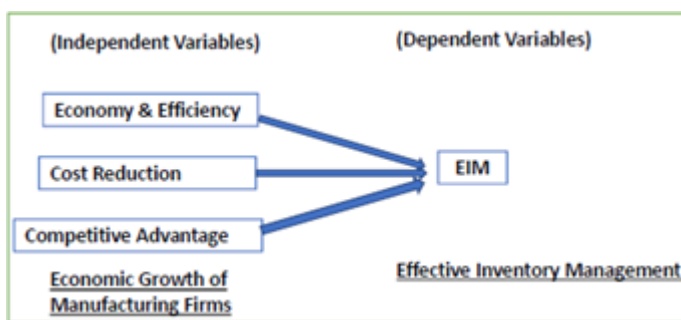 (Independent Variables)
(Dependent Variables)
Economy & Efficiency
Cost Reduction
EIM
Competitive Advantage
Economic Growth of
Manufacturing Firms
Effective Inventory Management